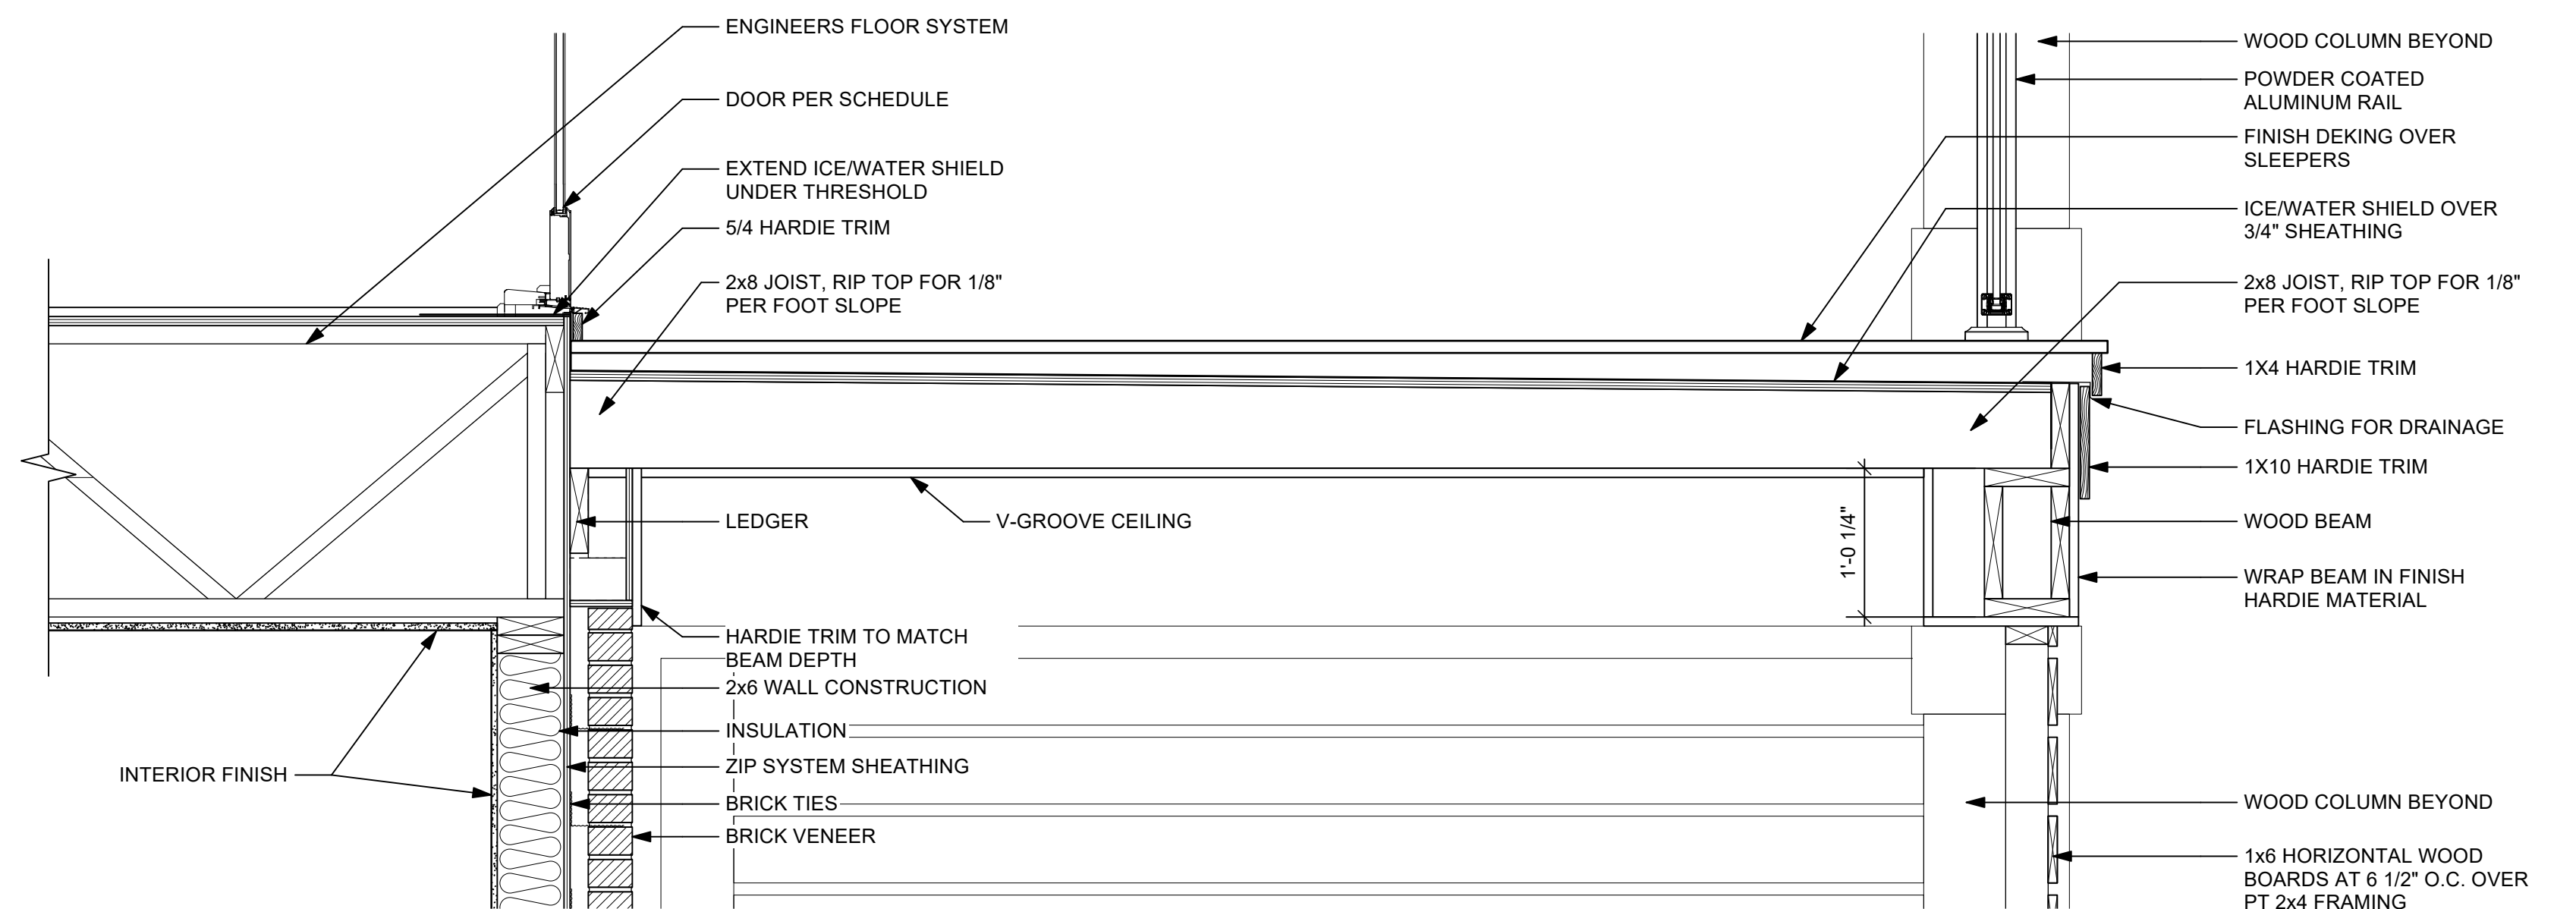 ENGINEERS FLOOR SYSTEM
DOOR PER SCHEDULE
EXTEND ICE/WATER SHIELD
UNDER THRESHOLD
5/4 HARDIE TRIM
2x8 JOIST, RIP TOP FOR 1/8"
PER FOOT SLOPE
LEDGER
V-GROOVE CEILING
HARDIE TRIM TO MATCH
BEAM DEPTH
2x6 WALL CONSTRUCTION
INSULATION
ZIP SYSTEM SHEATHING
BRICK TIES
BRICK VENEER
INTERIOR FINISH
1'-0 1/4"
WOOD COLUMN BEYOND
POWDER COATED
ALUMINUM RAIL
FINISH DEKING OVER
SLEEPERS
ICE/WATER SHIELD OVER
3/4" SHEATHING
2x8 JOIST, RIP TOP FOR 1/8"
PER FOOT SLOPE
1X4 HARDIE TRIM
FLASHING FOR DRAINAGE
1X10 HARDIE TRIM
WOOD BEAM
WRAP BEAM IN FINISH
HARDIE MATERIAL
WOOD COLUMN BEYOND
1x6 HORIZONTAL WOOD
BOARDS AT 6 1/2" O.C. OVER
PT 2x4 FRAMING